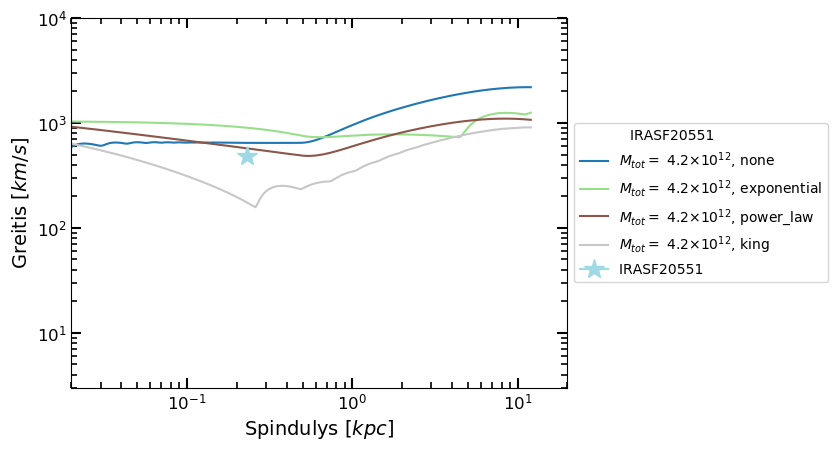 10^4
10^3
10^2
10^1
Greitis [km/s]
10^-1
10^0
10^1
Spindulys [kpc]
IRASF20551
M_tot = 4.2×10^12, none
M_tot = 4.2×10^12, exponential
M_tot = 4.2×10^12, power_law
M_tot = 4.2×10^12, king
IRASF20551